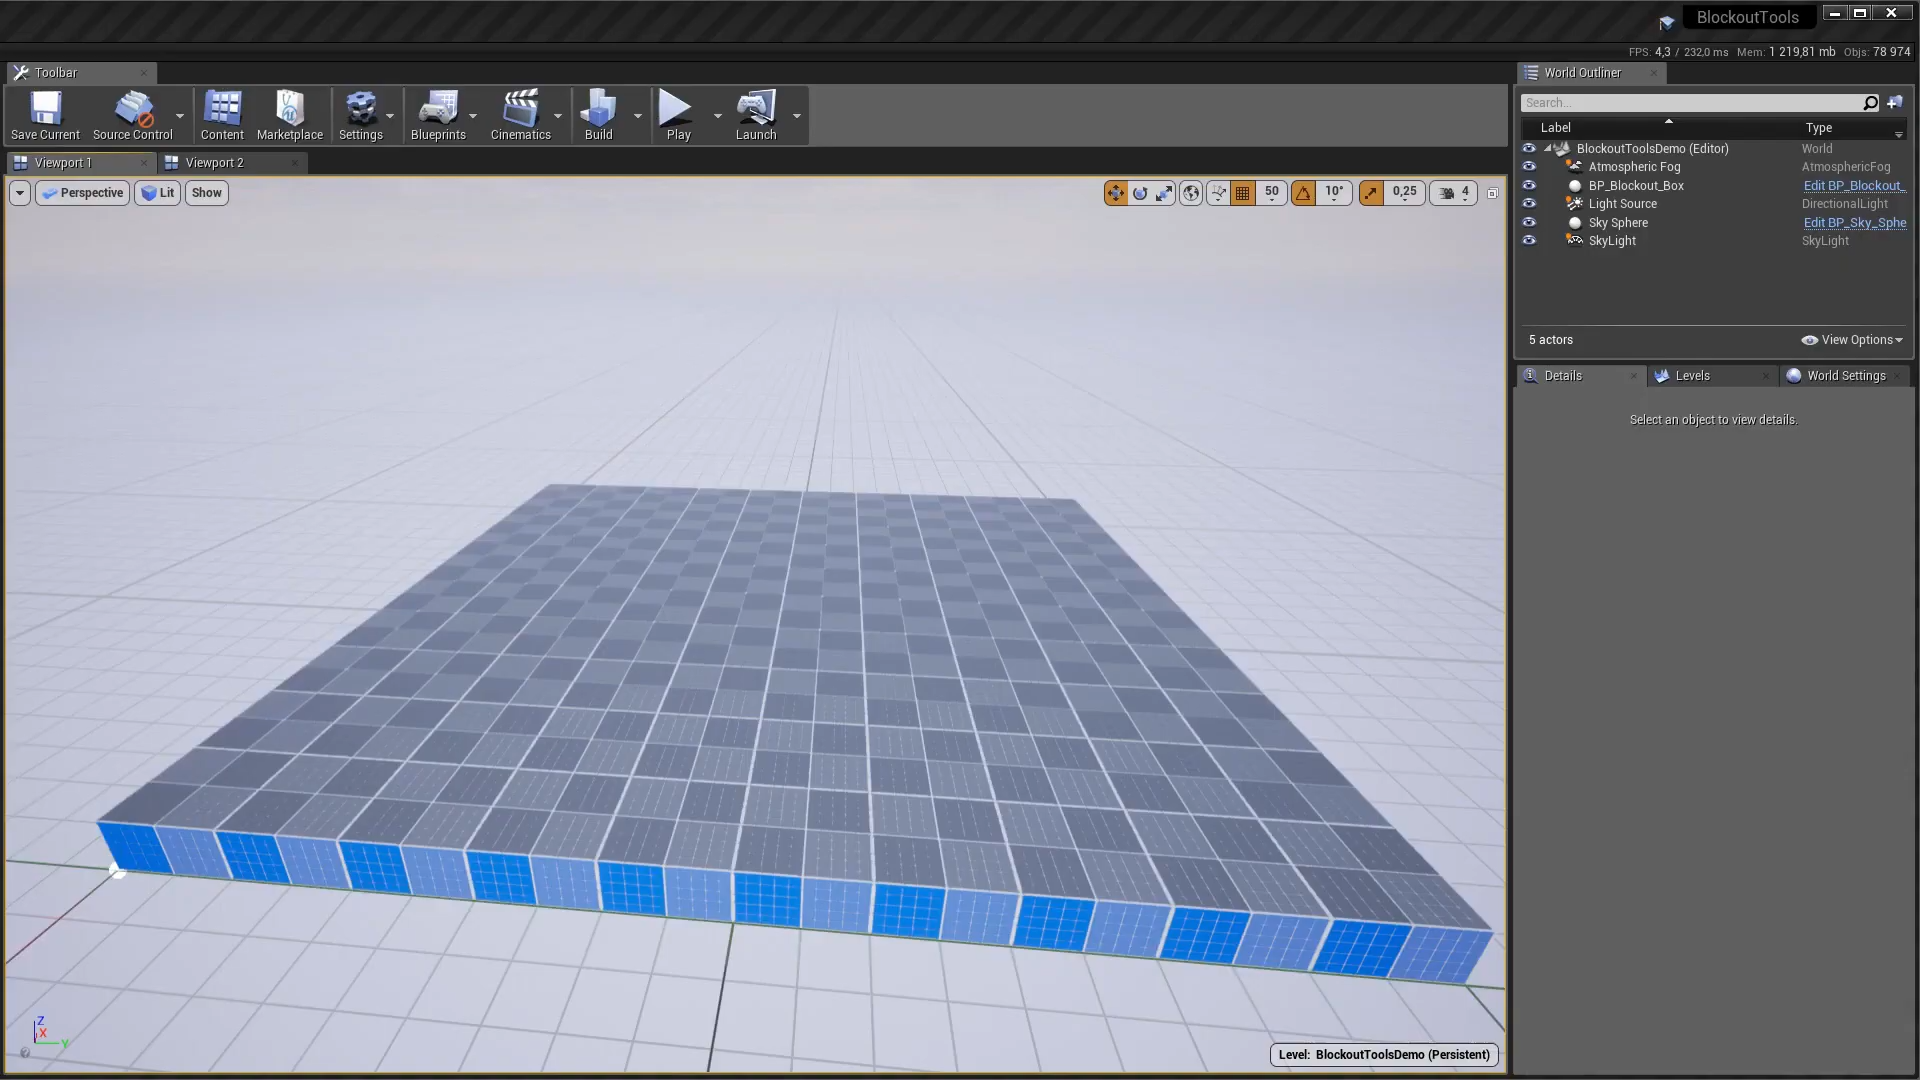 BlockoutTools
FPS: 4,3 / 232,0 ms Mem: 1 219,81 mb Objs: 78 974
Toolbar
World Outliner
Save Current
Source Control
Content
Marketplace
Settings
Blueprints
Cinematics
Build
Play
Launch
Search...
Label Type
BlockoutToolsDemo (Editor) World
Atmospheric Fog AtmosphericFog
BP_Blockout_Box Edit BP_Blockout_
Light Source DirectionalLight
Sky Sphere Edit BP_Sky_Sphe
SkyLight SkyLight
5 actors
View Options
Viewport 1
Viewport 2
Perspective
Lit
Show
50
10°
0,25
4
Details
Levels
World Settings
Select an object to view details.
Z
X
Y
Level: BlockoutToolsDemo (Persistent)